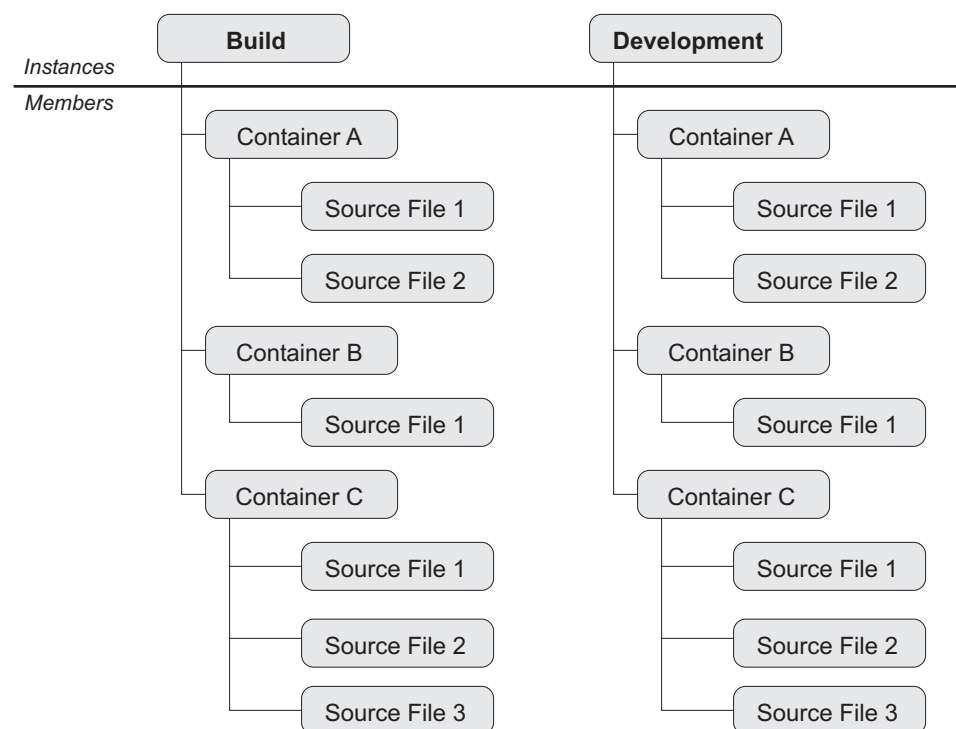 Build
Development
Instances
Members
Container A
Source File 1
Source File 2
Container B
Source File 1
Container C
Source File 1
Source File 2
Source File 3
Container A
Source File 1
Source File 2
Container B
Source File 1
Container C
Source File 1
Source File 2
Source File 3